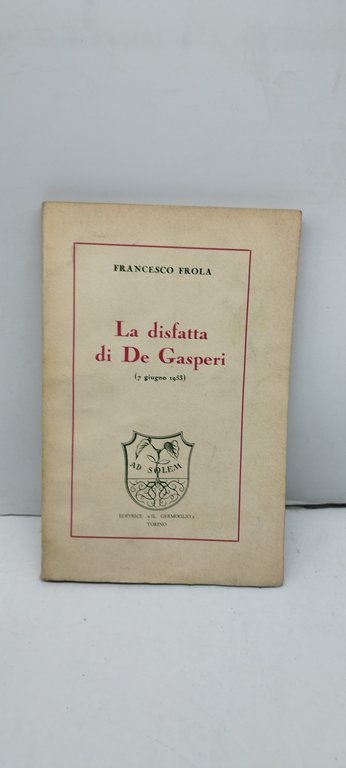 FRANCESCO FROLA
La disfatta
di De Gasperi
(7 giugno 1953)
AD SOLEM
EDITRICE « IL GERMOGLIO »
TORINO